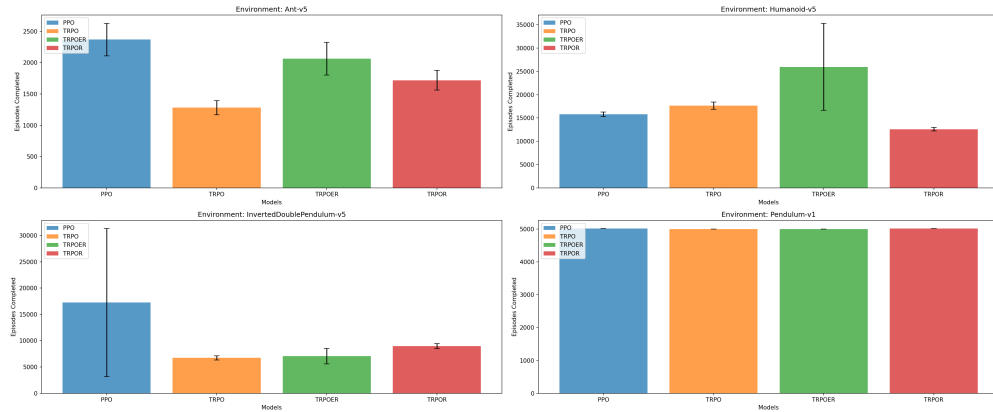 Environment: Ant-v5
PPO
TRPO
TRPOER
TRPOR
Episodes Completed
2500
2000
1500
1000
500
0
PPO TRPO TRPOER TRPOR
Models
Environment: Humanoid-v5
PPO
TRPO
TRPOER
TRPOR
Episodes Completed
35000
30000
25000
20000
15000
10000
5000
0
PPO TRPO TRPOER TRPOR
Models
Environment: InvertedDoublePendulum-v5
PPO
TRPO
TRPOER
TRPOR
Episodes Completed
30000
25000
20000
15000
10000
5000
0
PPO TRPO TRPOER TRPOR
Models
Environment: Pendulum-v1
PPO
TRPO
TRPOER
TRPOR
Episodes Completed
5000
4000
3000
2000
1000
0
PPO TRPO TRPOER TRPOR
Models